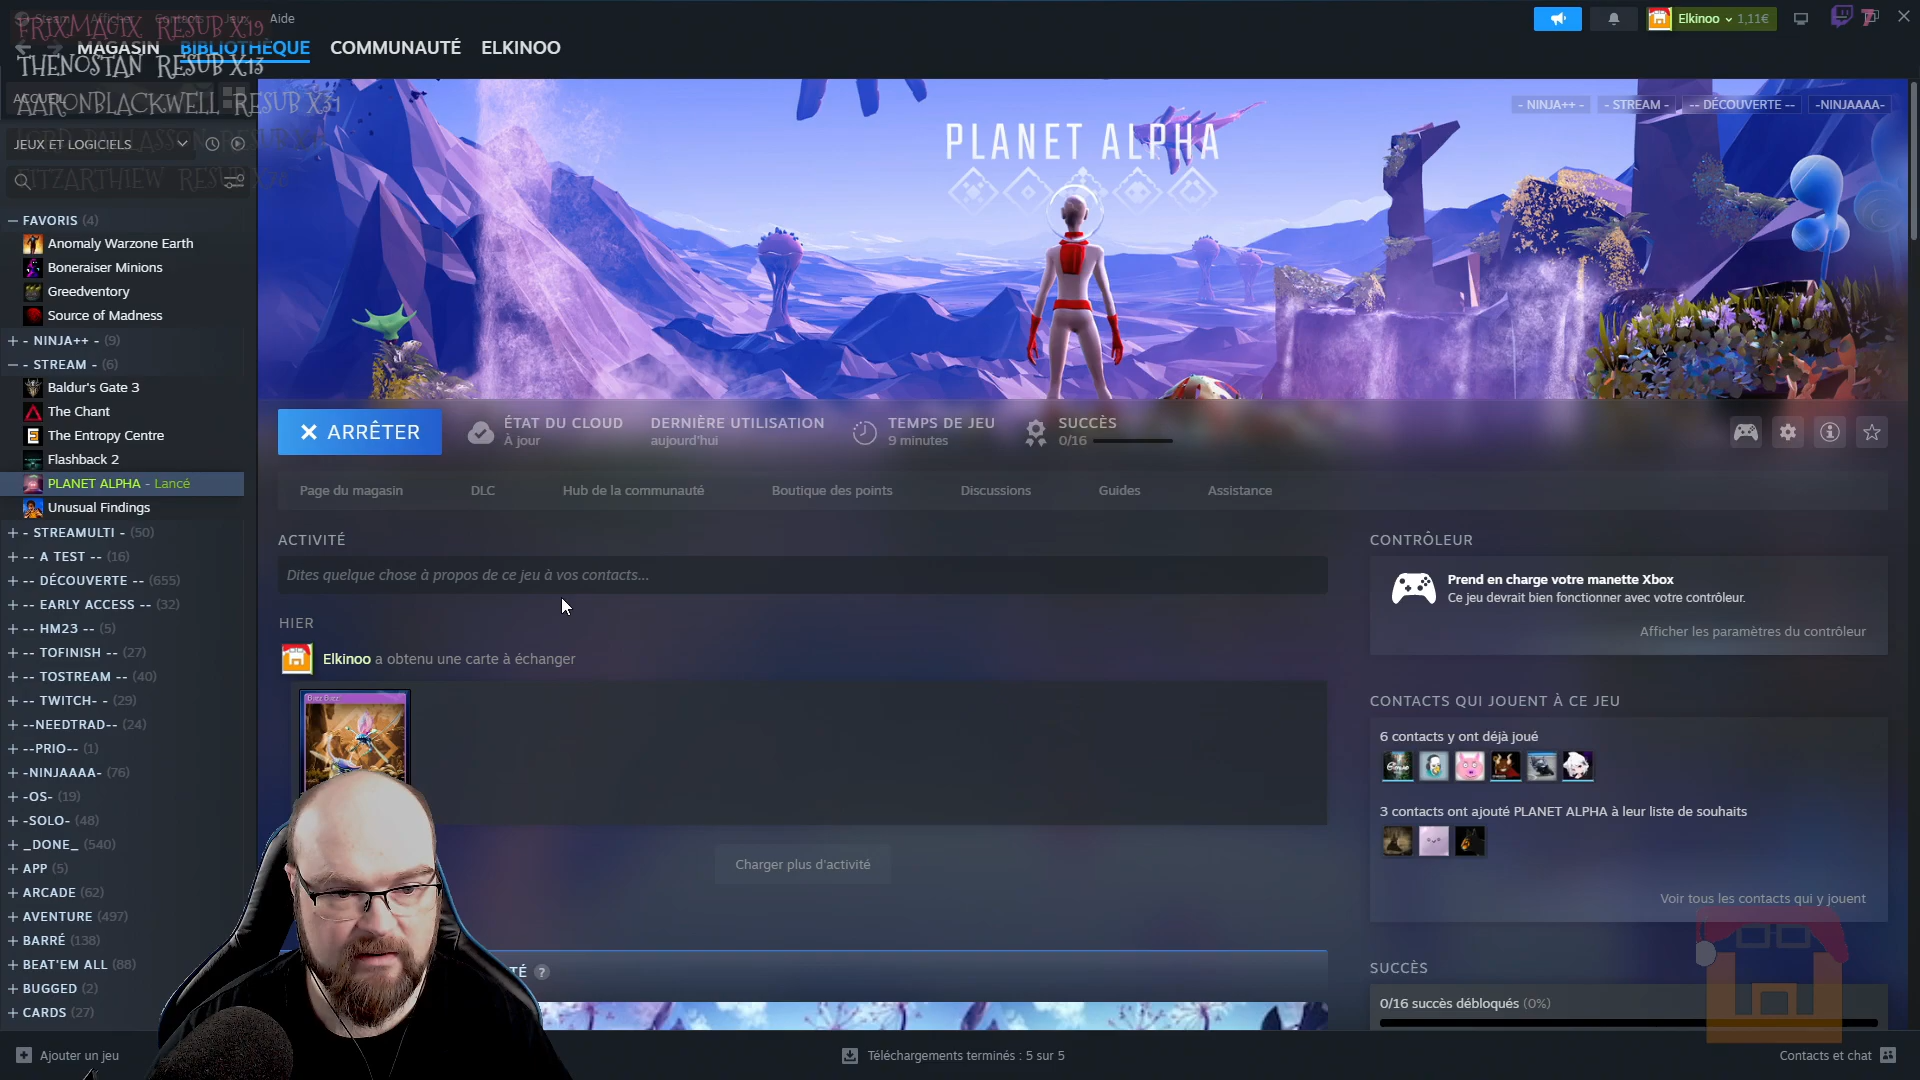 PRIXMAGIX RESUB X19
Aide
Elkinoo
1,11€
MAGASIN
BIBLIOTHÈQUE
COMMUNAUTÉ
ELKINOO
THENOSTAN RESUB X13
ACCUEIL
AARONBLACKWELL RESUB X31
JEUX ET LOGICIELS
- NINJA++ -
- STREAM -
-- DÉCOUVERTE --
-NINJAAAA-
PLANET ALPHA
FAVORIS (4)
Anomaly Warzone Earth
Boneraiser Minions
Greedventory
Source of Madness
- NINJA++ - (9)
- STREAM - (6)
Baldur's Gate 3
The Chant
The Entropy Centre
Flashback 2
PLANET ALPHA - Lancé
Unusual Findings
- STREAMULTI - (50)
-- A TEST -- (16)
-- DÉCOUVERTE -- (655)
-- EARLY ACCESS -- (32)
-- HM23 -- (5)
-- TOFINISH -- (27)
-- TOSTREAM -- (40)
-- TWITCH- - (29)
--NEEDTRAD-- (24)
--PRIO-- (1)
-NINJAAAA- (76)
-OS- (19)
-SOLO- (48)
_DONE_ (540)
APP (5)
ARCADE (62)
AVENTURE (497)
BARRÉ (138)
BEAT'EM ALL (88)
BUGGED (2)
CARDS (27)
Ajouter un jeu
ARRÊTER
ÉTAT DU CLOUD
À jour
DERNIÈRE UTILISATION
aujourd'hui
TEMPS DE JEU
9 minutes
SUCCÈS
0/16
Page du magasin
DLC
Hub de la communauté
Boutique des points
Discussions
Guides
Assistance
ACTIVITÉ
Dites quelque chose à propos de ce jeu à vos contacts...
HIER
Elkinoo a obtenu une carte à échanger
Charger plus d'activité
TÉ ?
CONTRÔLEUR
Prend en charge votre manette Xbox
Ce jeu devrait bien fonctionner avec votre contrôleur.
Afficher les paramètres du contrôleur
CONTACTS QUI JOUENT À CE JEU
6 contacts y ont déjà joué
3 contacts ont ajouté PLANET ALPHA à leur liste de souhaits
Voir tous les contacts qui y jouent
SUCCÈS
0/16 succès débloqués (0%)
Téléchargements terminés : 5 sur 5
Contacts et chat